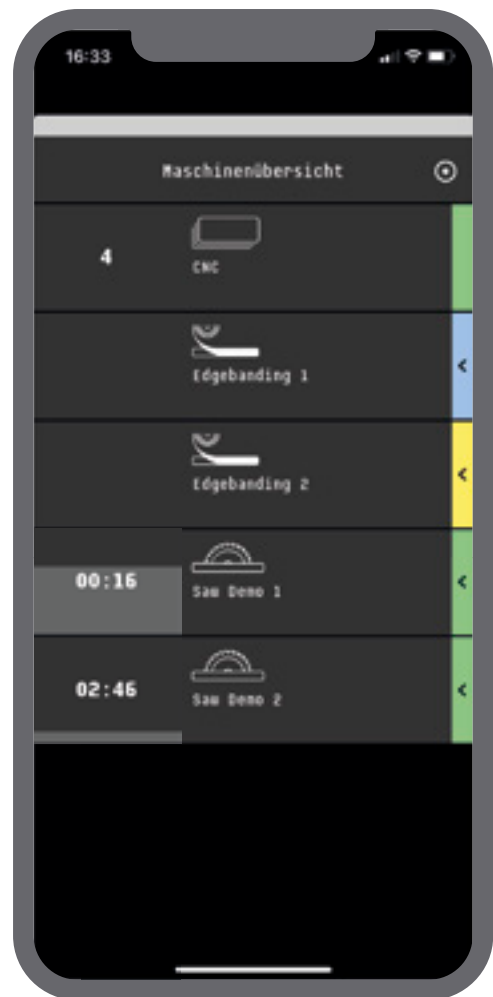 16:33
Maschinenübersicht
4
CNC
Edgebanding 1
Edgebanding 2
00:16
Saw Demo 1
02:46
Saw Demo 2